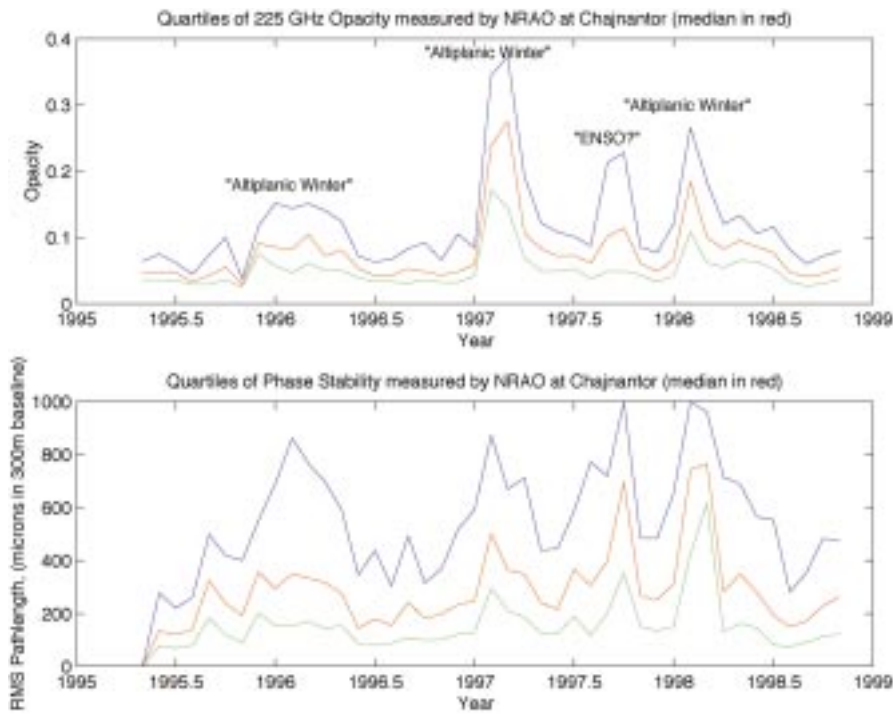 Quartiles of 225 GHz Opacity measured by NRAO at Chajnantor (median in red)
0.4
"Altiplanic Winter"
0.3
"Altiplanic Winter"
"ENSO?"
Opacity
0.2
"Altiplanic Winter"
0.1
0
1995 1995.5 1996 1996.5 1997 1997.5 1998 1998.5 1999
Year
Quartiles of Phase Stability measured by NRAO at Chajnantor (median in red)
RMS Pathlength, (microns in 300m baseline)
1000
800
600
400
200
0
1995 1995.5 1996 1996.5 1997 1997.5 1998 1998.5 1999
Year